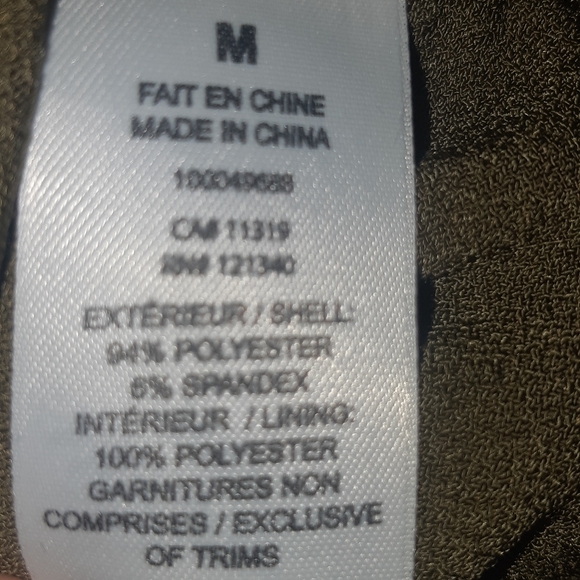 M
FAIT EN CHINE
MADE IN CHINA
100049688
CA# 11319
RN# 121340
EXTÉRIEUR / SHELL:
94% POLYESTER
6% SPANDEX
INTÉRIEUR / LINING:
100% POLYESTER
GARNITURES NON
COMPRISES / EXCLUSIVE
OF TRIMS